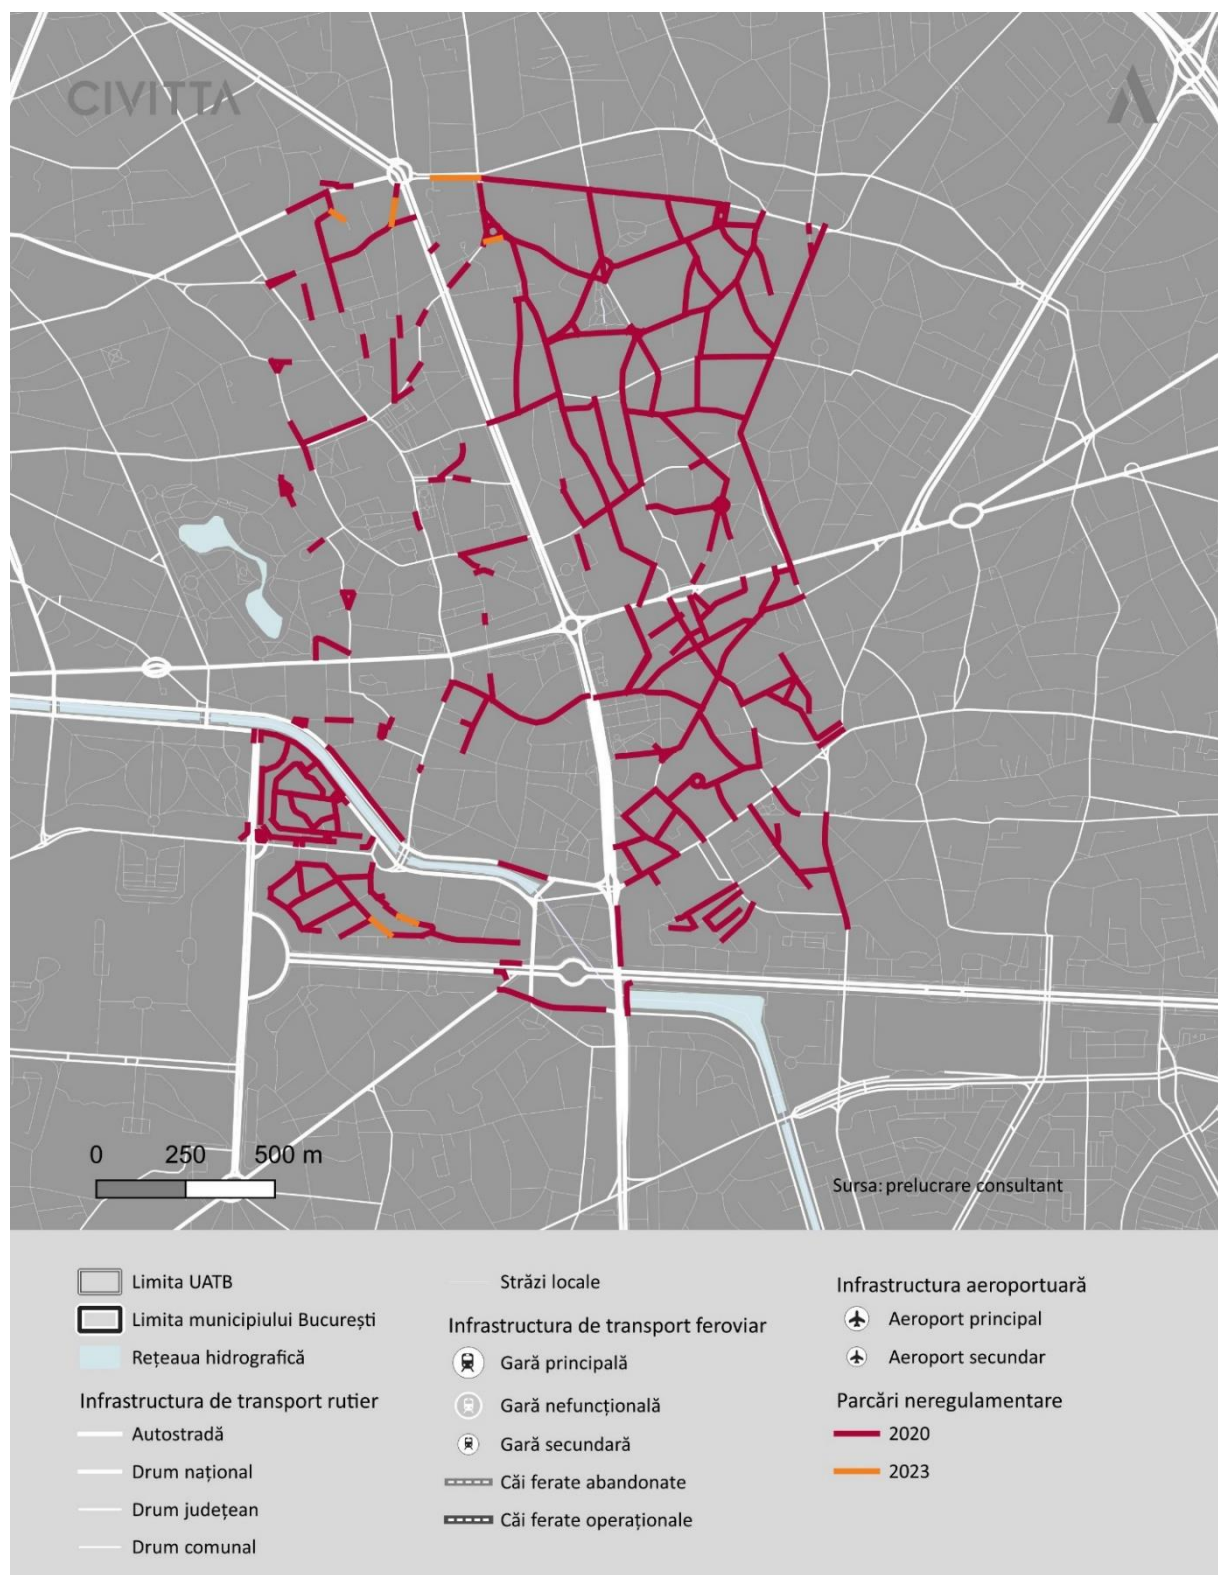 CIVITTA
0 250 500 m
Sursa: prelucrare consultant
Limita UATB
Limita municipiului București
Rețeaua hidrografică
Infrastructura de transport rutier
Autostradă
Drum național
Drum județean
Drum comunal
Străzi locale
Infrastructura de transport feroviar
Gară principală
Gară nefuncțională
Gară secundară
Căi ferate abandonate
Căi ferate operaționale
Infrastructura aeroportuară
Aeroport principal
Aeroport secundar
Parcări neregulamentare
2020
2023